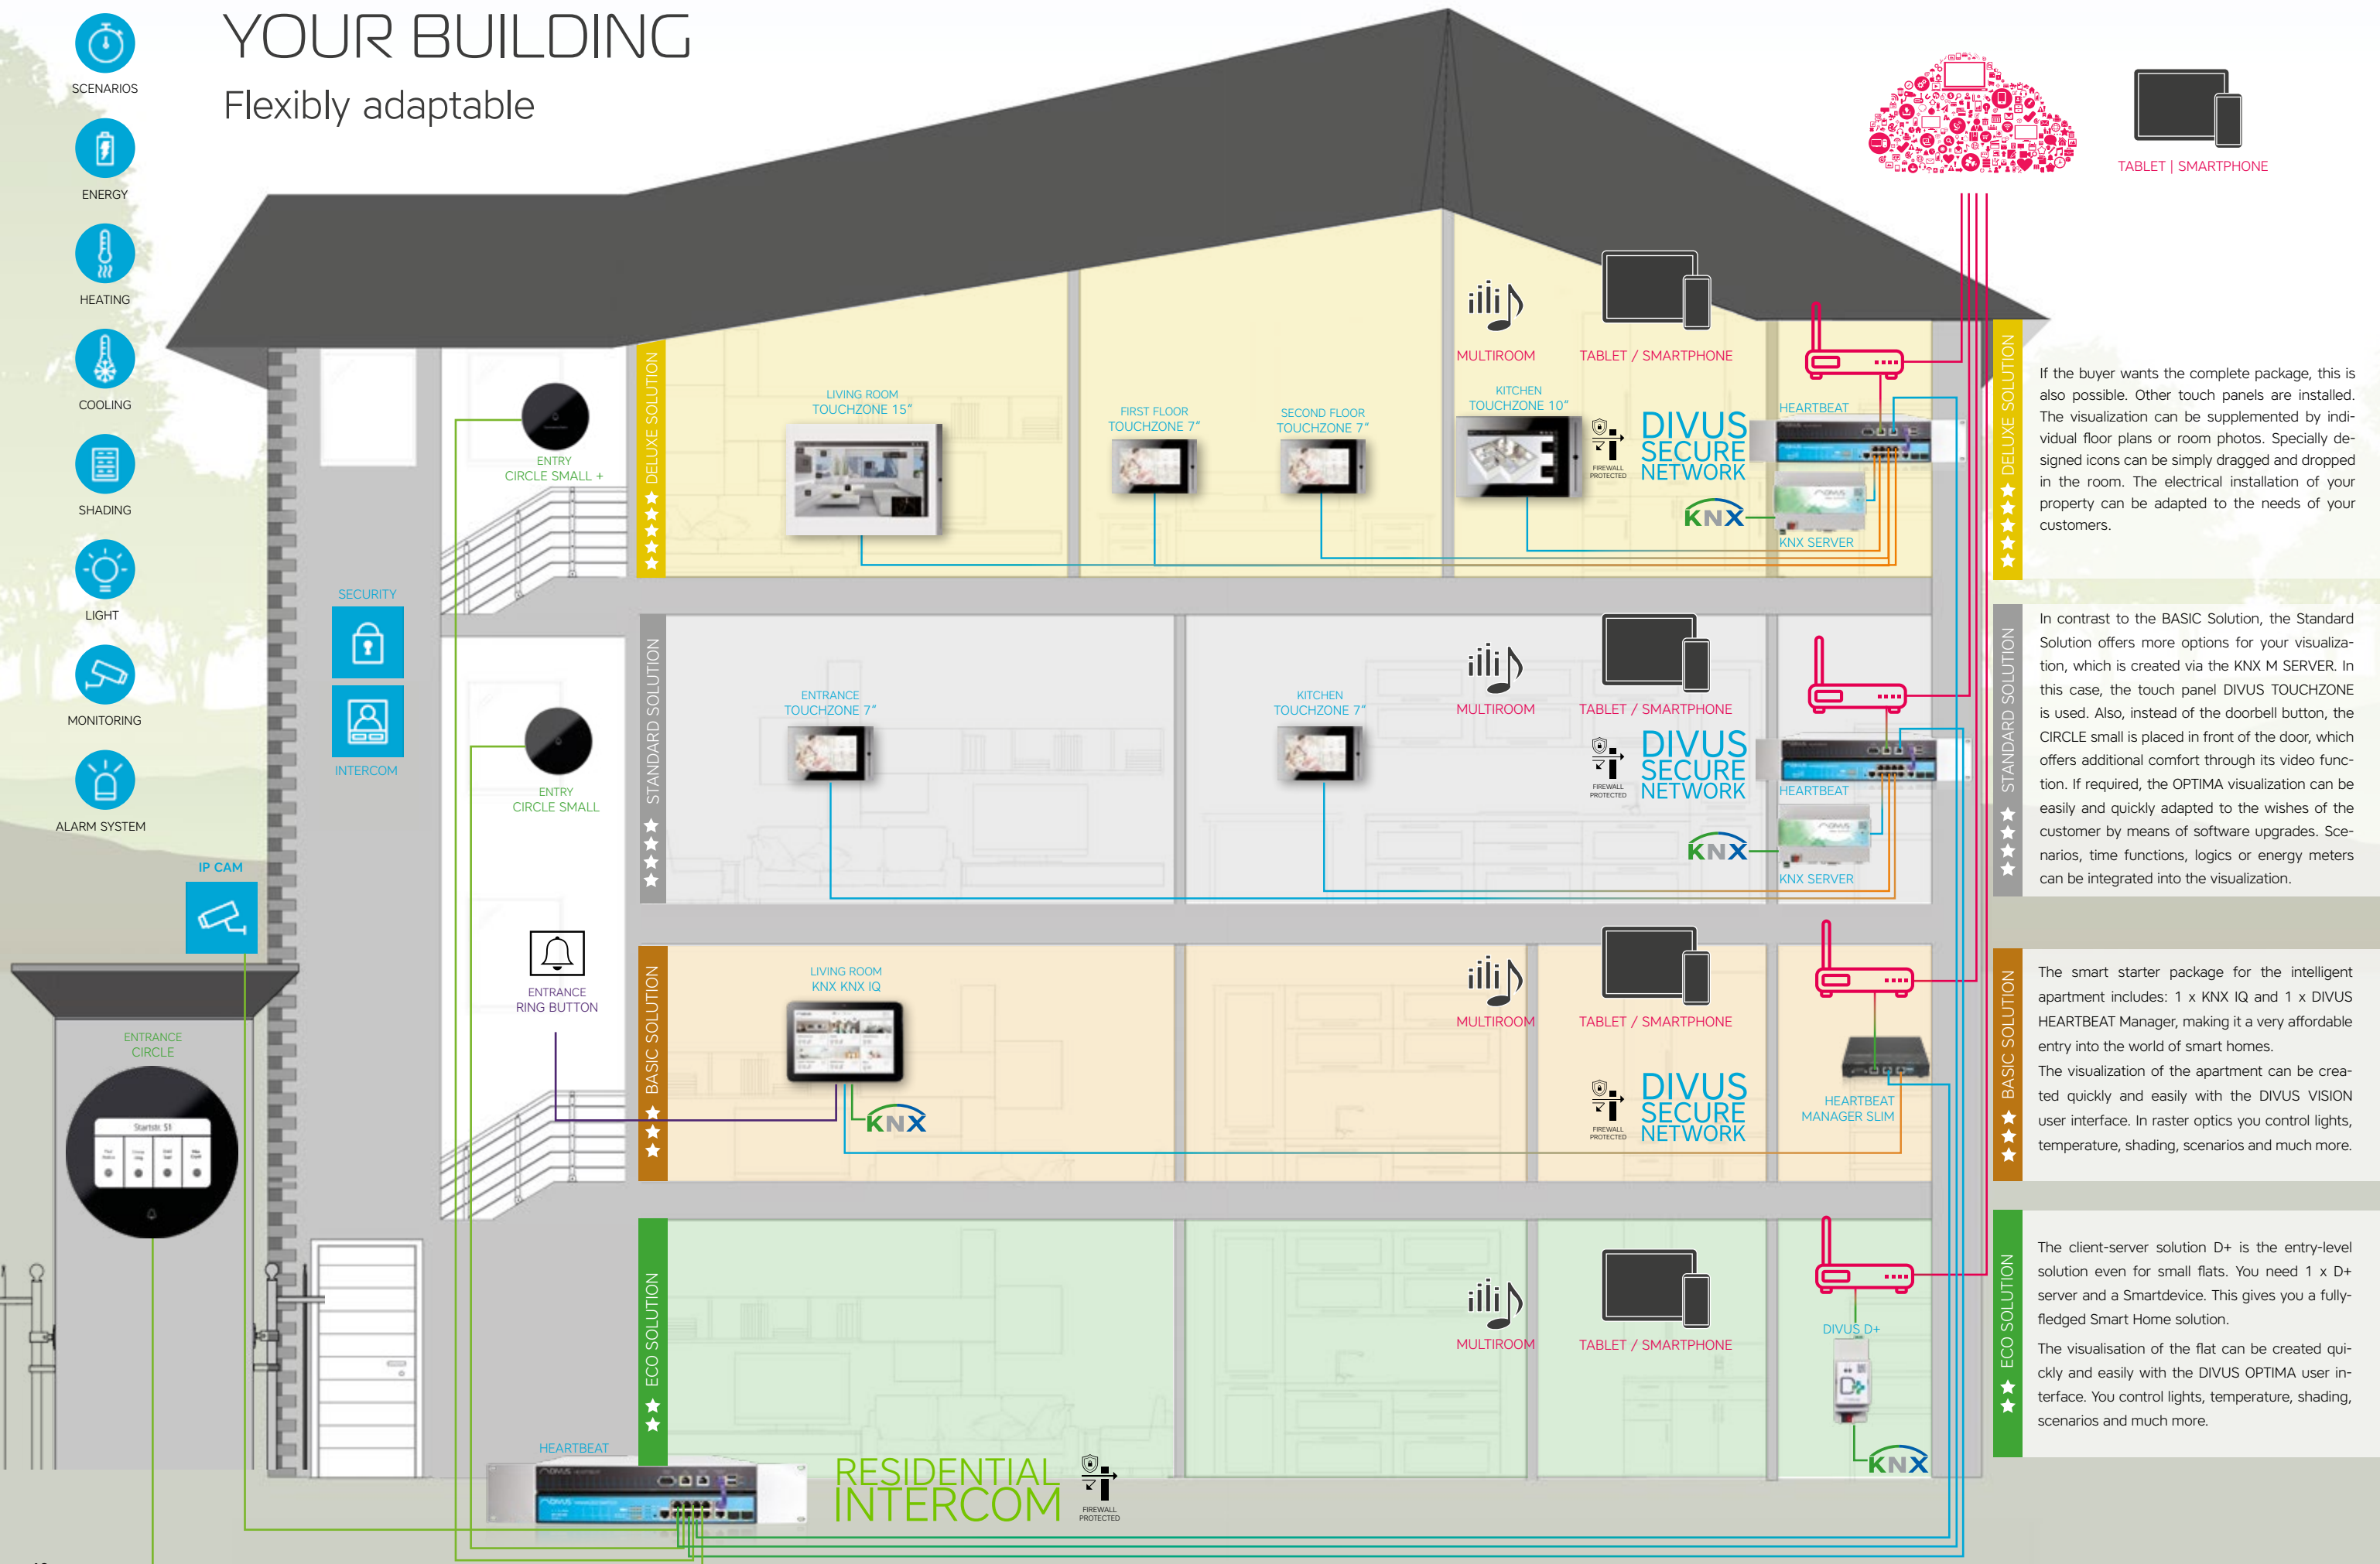 YOUR BUILDING
Flexibly adaptable
SCENARIOS
ENERGY
HEATING
COOLING
SHADING
LIGHT
MONITORING
ALARM SYSTEM
IP CAM
SECURITY
INTERCOM
ENTRANCE
CIRCLE
TABLET | SMARTPHONE
ENTRY
CIRCLE SMALL +
DELUXE SOLUTION
LIVING ROOM
TOUCHZONE 15"
FIRST FLOOR
TOUCHZONE 7"
SECOND FLOOR
TOUCHZONE 7"
MULTIROOM
TABLET / SMARTPHONE
KITCHEN
TOUCHZONE 10"
FIREWALL
PROTECTED
DIVUS
SECURE
NETWORK
KNX
HEARTBEAT
KNX SERVER
DELUXE SOLUTION
If the buyer wants the complete package, this is
also possible. Other touch panels are installed.
The visualization can be supplemented by indi-
vidual floor plans or room photos. Specially de-
signed icons can be simply dragged and dropped
in the room. The electrical installation of your
property can be adapted to the needs of your
customers.
ENTRY
CIRCLE SMALL
STANDARD SOLUTION
ENTRANCE
TOUCHZONE 7"
KITCHEN
TOUCHZONE 7"
MULTIROOM
TABLET / SMARTPHONE
FIREWALL
PROTECTED
DIVUS
SECURE
NETWORK
KNX
HEARTBEAT
KNX SERVER
STANDARD SOLUTION
In contrast to the BASIC Solution, the Standard
Solution offers more options for your visualiza-
tion, which is created via the KNX M SERVER. In
this case, the touch panel DIVUS TOUCHZONE
is used. Also, instead of the doorbell button, the
CIRCLE small is placed in front of the door, which
offers additional comfort through its video func-
tion. If required, the OPTIMA visualization can be
easily and quickly adapted to the wishes of the
customer by means of software upgrades. Sce-
narios, time functions, logics or energy meters
can be integrated into the visualization.
ENTRANCE
RING BUTTON
BASIC SOLUTION
LIVING ROOM
KNX KNX IQ
KNX
MULTIROOM
TABLET / SMARTPHONE
FIREWALL
PROTECTED
DIVUS
SECURE
NETWORK
HEARTBEAT
MANAGER SLIM
BASIC SOLUTION
The smart starter package for the intelligent
apartment includes: 1 x KNX IQ and 1 x DIVUS
HEARTBEAT Manager, making it a very affordable
entry into the world of smart homes.
The visualization of the apartment can be crea-
ted quickly and easily with the DIVUS VISION
user interface. In raster optics you control lights,
temperature, shading, scenarios and much more.
ECO SOLUTION
MULTIROOM
TABLET / SMARTPHONE
DIVUS D+
D+
KNX
ECO SOLUTION
The client-server solution D+ is the entry-level
solution even for small flats. You need 1 x D+
server and a Smartdevice. This gives you a fully-
fledged Smart Home solution.
The visualisation of the flat can be created qui-
ckly and easily with the DIVUS OPTIMA user in-
terface. You control lights, temperature, shading,
scenarios and much more.
HEARTBEAT
DIVUS
DIVUS
RESIDENTIAL
INTERCOM
FIREWALL
PROTECTED